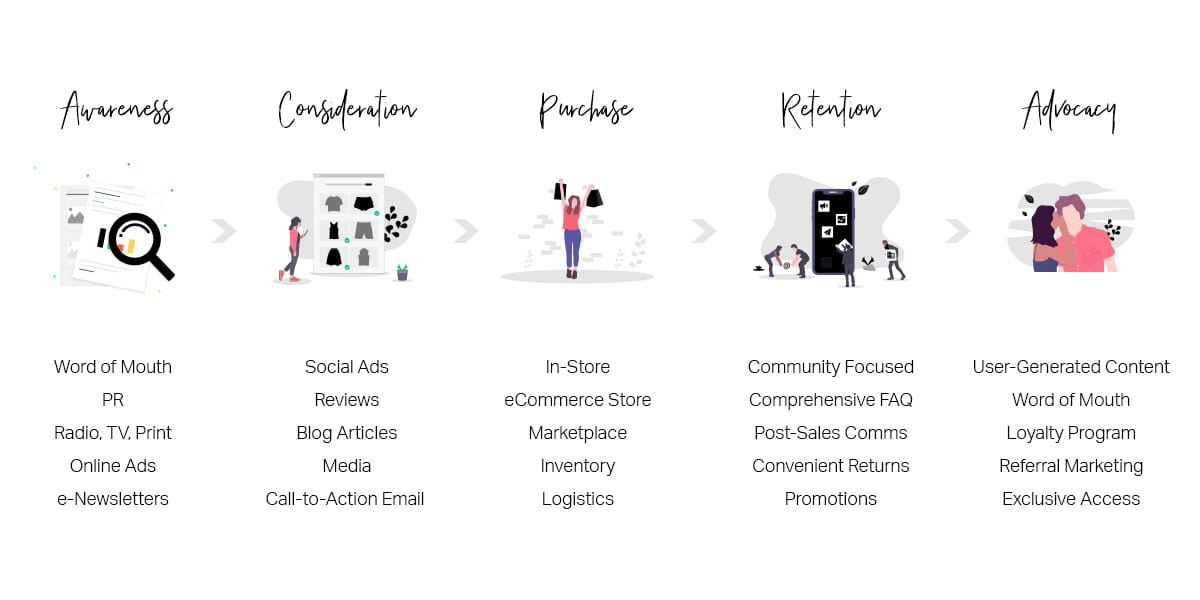 Awareness
Consideration
Purchase
Retention
Advocacy
Word of Mouth
PR
Radio, TV, Print
Online Ads
e-Newsletters
Social Ads
Reviews
Blog Articles
Media
Call-to-Action Email
In-Store
eCommerce Store
Marketplace
Inventory
Logistics
Community Focused
Comprehensive FAQ
Post-Sales Comms
Convenient Returns
Promotions
User-Generated Content
Word of Mouth
Loyalty Program
Referral Marketing
Exclusive Access